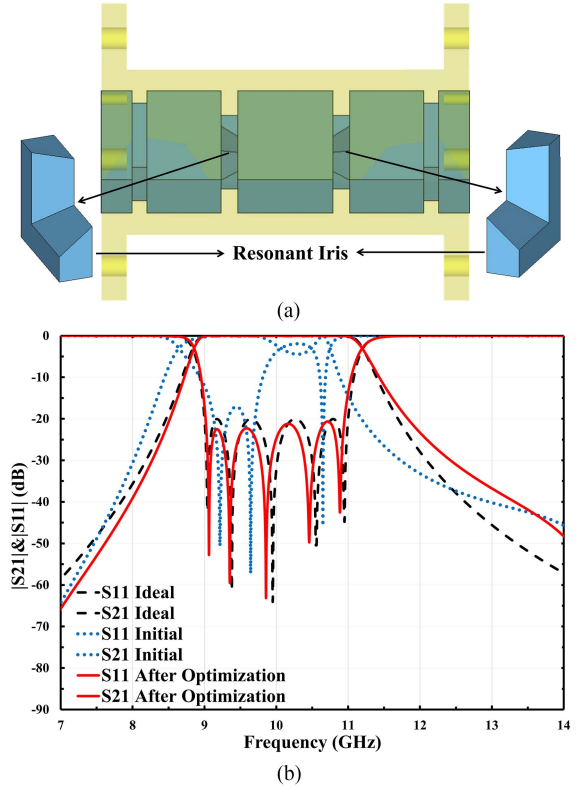 Resonant Iris
(a)
|S21|&|S11| (dB)
0
-10
-20
-30
-40
-50
-60
-70
-80
-90
S11 Ideal
S21 Ideal
S11 Initial
S21 Initial
S11 After Optimization
S21 After Optimization
7 8 9 10 11 12 13 14
Frequency (GHz)
(b)